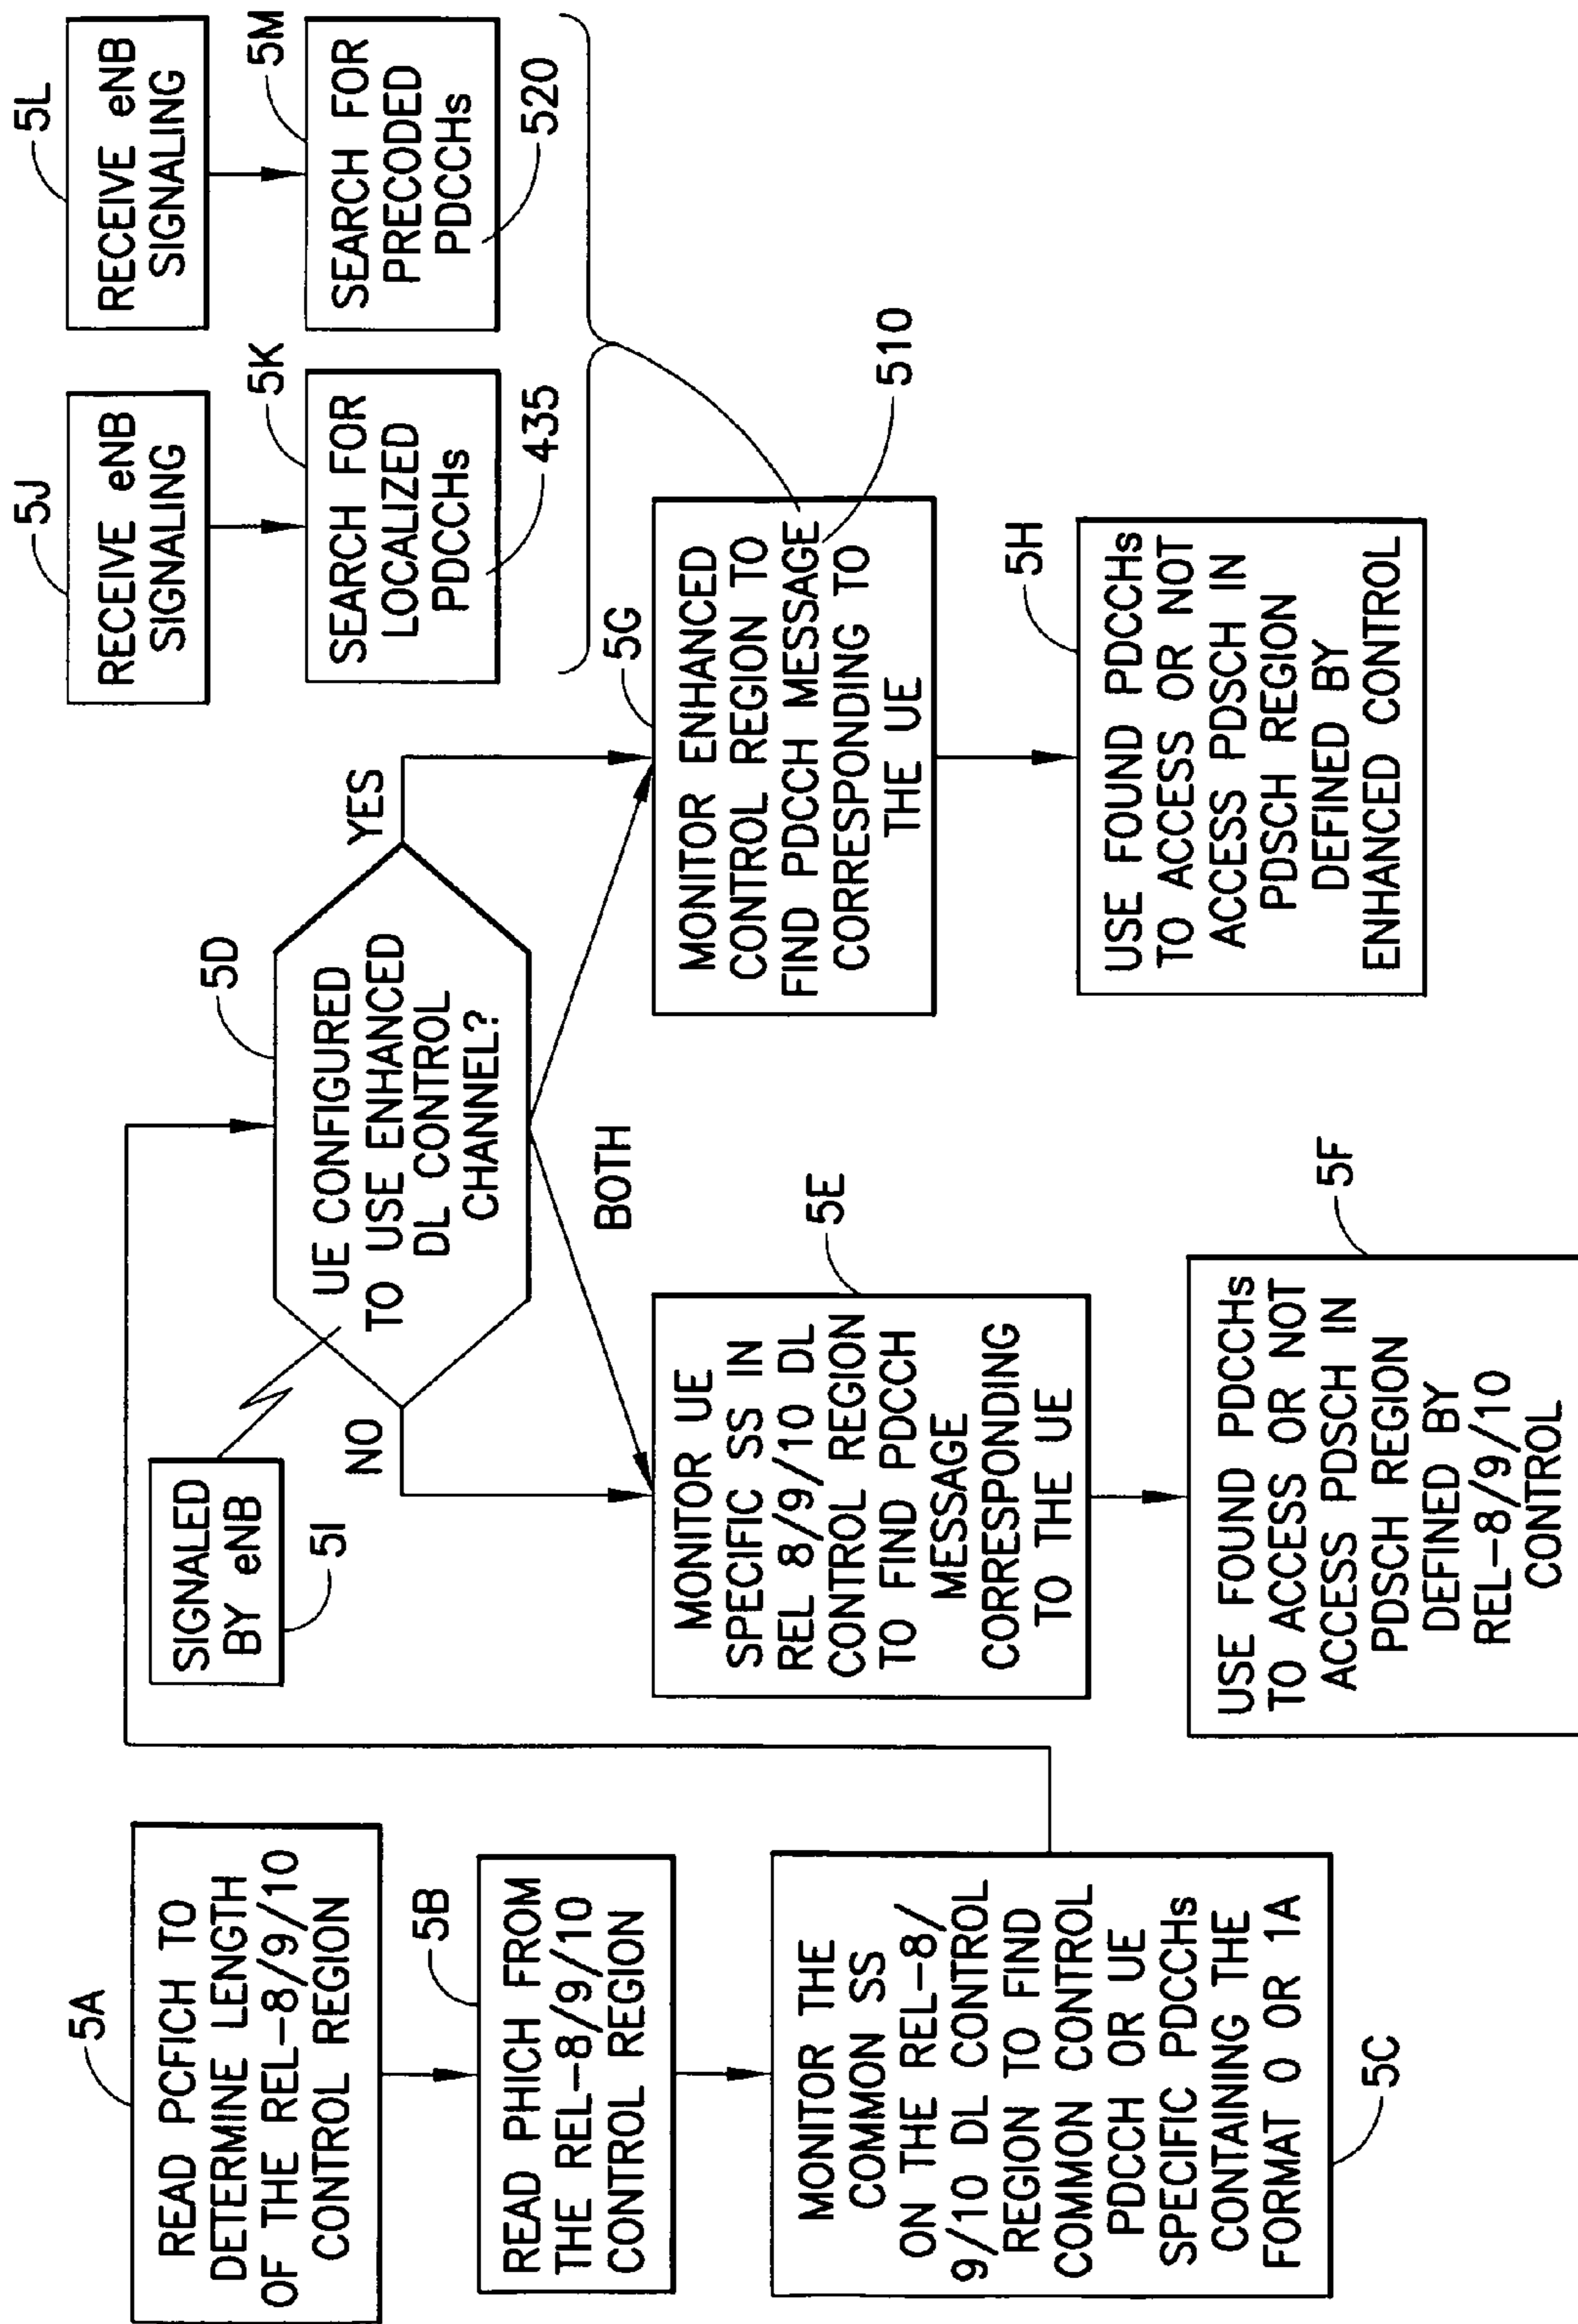 5A
READ PCFICH TO
DETERMINE LENGTH
OF THE REL-8/9/10
CONTROL REGION
5B
READ PHICH FROM
THE REL-8/9/10
CONTROL REGION
MONITOR THE
COMMON SS
ON THE REL-8/
9/10 DL CONTROL
REGION TO FIND
COMMON CONTROL
PDCCH OR UE
SPECIFIC PDCCHs
CONTAINING THE
FORMAT 0 OR 1A
5C
SIGNALED
BY eNB
5I
5D
UE CONFIGURED
TO USE ENHANCED
DL CONTROL
CHANNEL?
NO
BOTH
YES
5E
MONITOR UE
SPECIFIC SS IN
REL 8/9/10 DL
CONTROL REGION
TO FIND PDCCH
MESSAGE
CORRESPONDING
TO THE UE
5F
USE FOUND PDCCHs
TO ACCESS OR NOT
ACCESS PDSCH IN
PDSCH REGION
DEFINED BY
REL-8/9/10
CONTROL
5G
MONITOR ENHANCED
CONTROL REGION TO
FIND PDCCH MESSAGE
CORRESPONDING TO
THE UE
510
5H
USE FOUND PDCCHs
TO ACCESS OR NOT
ACCESS PDSCH IN
PDSCH REGION
DEFINED BY
ENHANCED CONTROL
5J
RECEIVE eNB
SIGNALING
5K
SEARCH FOR
LOCALIZED
PDCCHs
435
5L
RECEIVE eNB
SIGNALING
5M
SEARCH FOR
PRECODED
PDCCHs
520